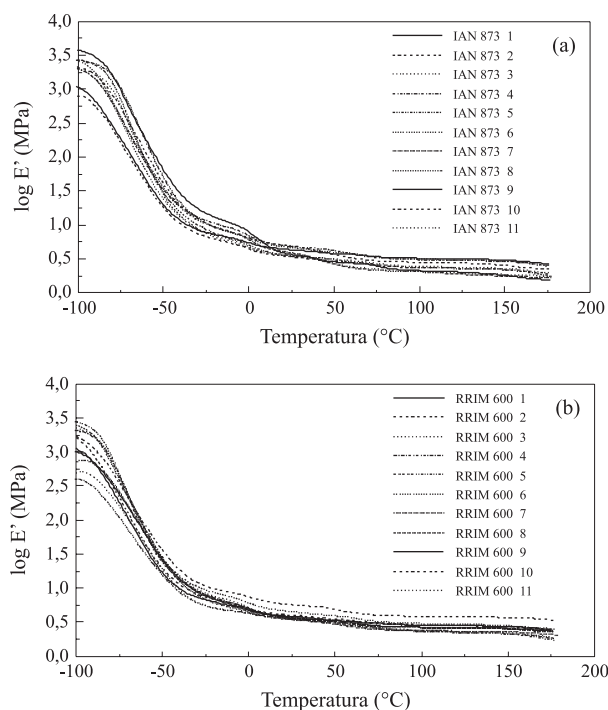 (a)
IAN 873 1
IAN 873 2
IAN 873 3
IAN 873 4
IAN 873 5
IAN 873 6
IAN 873 7
IAN 873 8
IAN 873 9
IAN 873 10
IAN 873 11
log E' (MPa)
4,0
3,5
3,0
2,5
2,0
1,5
1,0
0,5
0,0
-100 -50 0 50 100 150 200
Temperatura (°C)
(b)
RRIM 600 1
RRIM 600 2
RRIM 600 3
RRIM 600 4
RRIM 600 5
RRIM 600 6
RRIM 600 7
RRIM 600 8
RRIM 600 9
RRIM 600 10
RRIM 600 11
log E' (MPa)
4,0
3,5
3,0
2,5
2,0
1,5
1,0
0,5
0,0
-100 -50 0 50 100 150 200
Temperatura (°C)